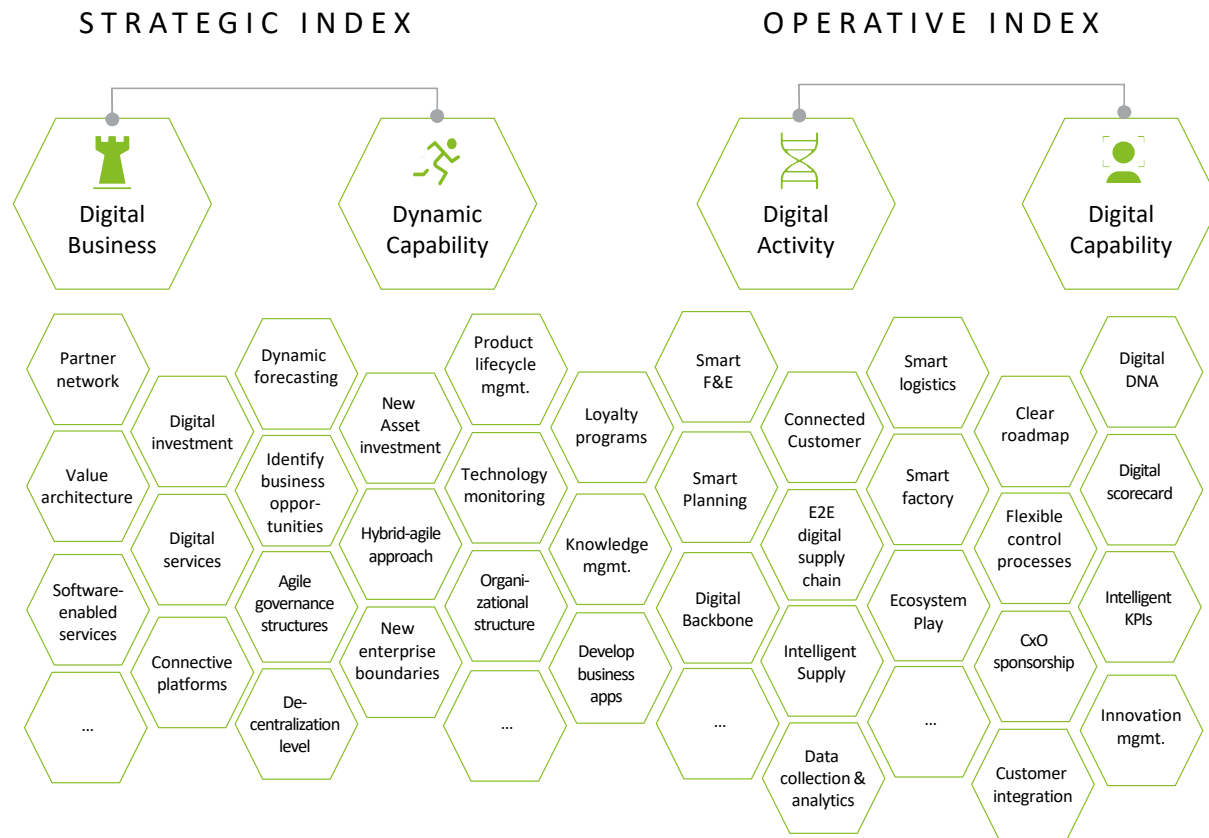 STRATEGIC INDEX
OPERATIVE INDEX
Digital
Business
Dynamic
Capability
Digital
Activity
Digital
Capability
Partner
network
Value
architecture
Software-
enabled
services
...
Digital
investment
Digital
services
Connective
platforms
Dynamic
forecasting
Identify
business
oppor-
tunities
Agile
governance
structures
De-
centralization
level
New
Asset
investment
Hybrid-agile
approach
New
enterprise
boundaries
Product
lifecycle
mgmt.
Technology
monitoring
Organi-
zational
structure
...
Loyalty
programs
Knowledge
mgmt.
Develop
business
apps
Smart
F&E
Smart
Planning
Digital
Backbone
...
Connected
Customer
E2E
digital
supply
chain
Intelligent
Supply
Data
collection &
analytics
Smart
logistics
Smart
factory
Ecosystem
Play
...
Clear
roadmap
Flexible
control
processes
CxO
sponsorship
Customer
integration
Digital
DNA
Digital
scorecard
Intelligent
KPIs
Innovation
mgmt.